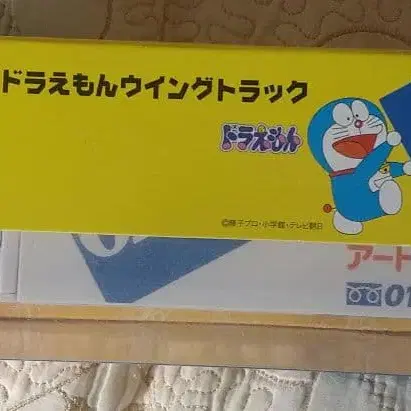 ドラえもんウイングトラック
ドラえもん
©藤子プロ・小学館・テレビ朝日
アート
01